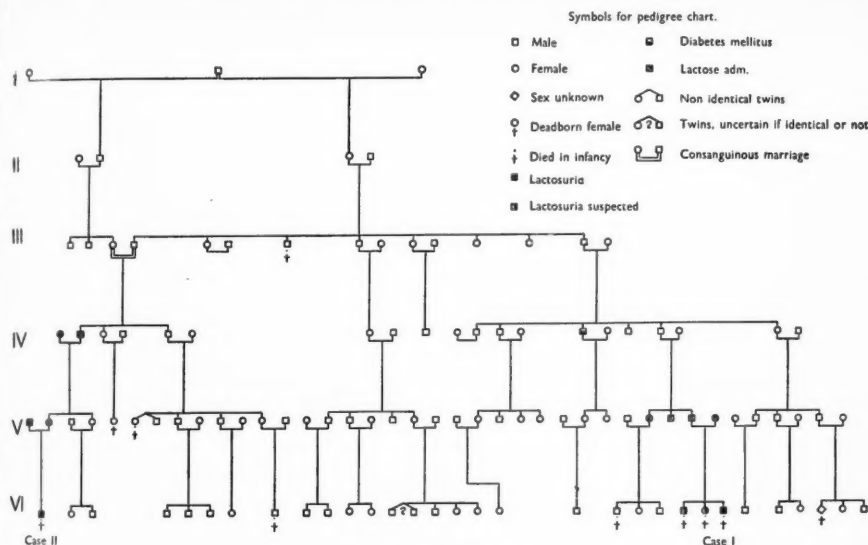 Symbols for pedigree chart.
Male
Diabetes mellitus
Female
Lactose adm.
Sex unknown
Non identical twins
Deadborn female
? Twins, uncertain if identical or not
Died in infancy
Consanguinous marriage
Lactosuria
Lactosuria suspected
I
II
III
IV
V
VI
?
Case II
Case I